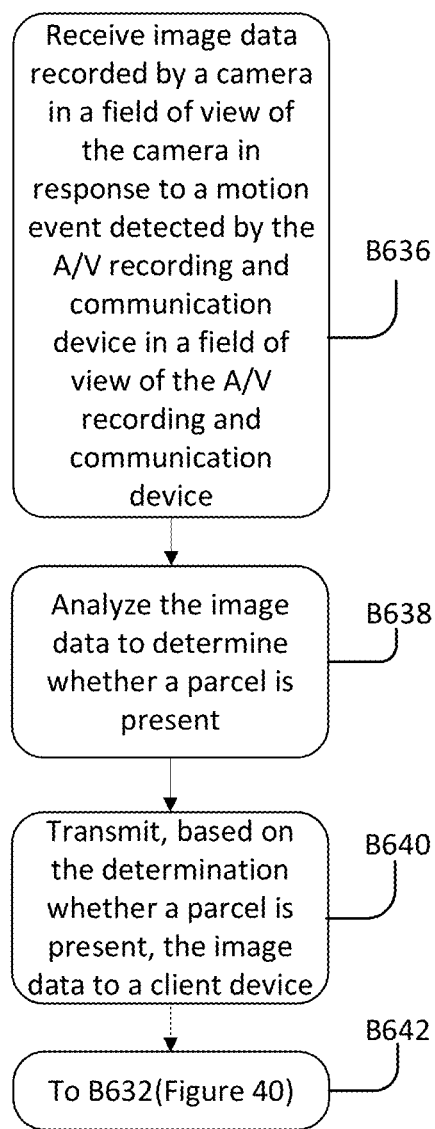 Receive image data
recorded by a camera
in a field of view of
the camera in
response to a motion
event detected by the
A/V recording and
communication
device in a field of
view of the A/V
recording and
communication
device
B636
Analyze the image
data to determine
whether a parcel is
present
B638
Transmit, based on
the determination
whether a parcel is
present, the image
data to a client device
B640
To B632(Figure 40)
B642